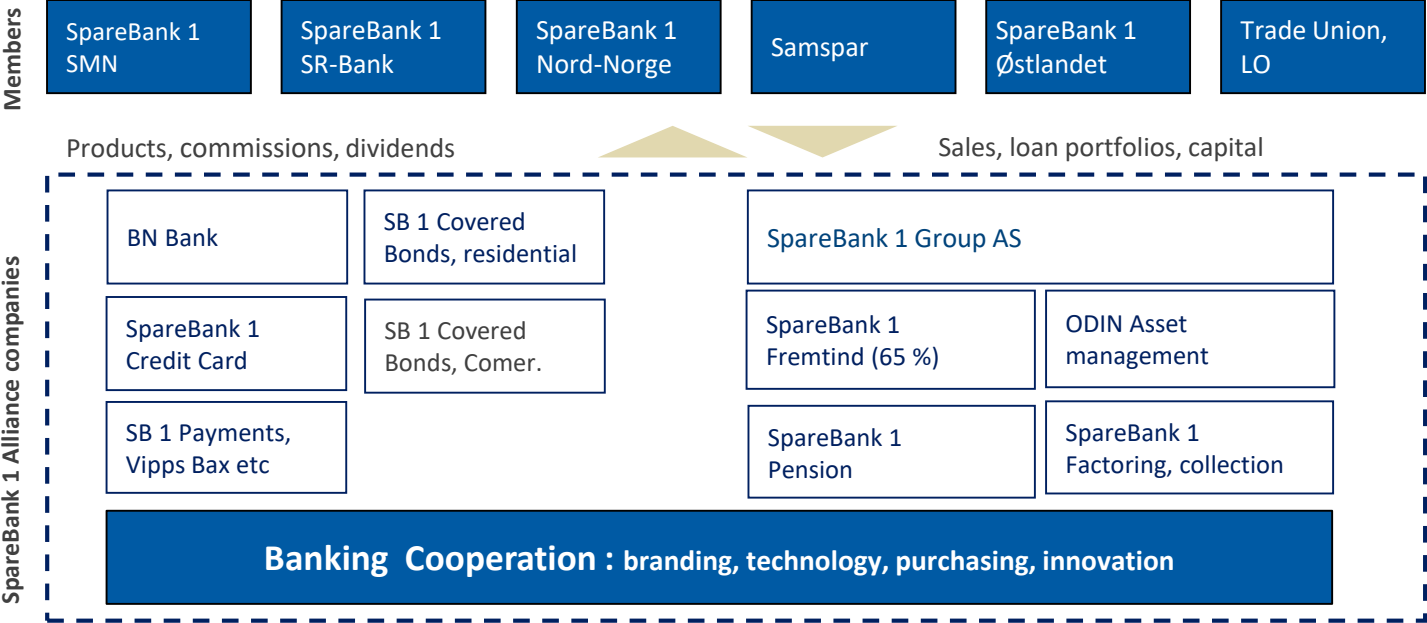 Members
SpareBank 1
SMN
SpareBank 1
SR-Bank
SpareBank 1
Nord-Norge
Samspar
SpareBank 1
Østlandet
Trade Union,
LO
Products, commissions, dividends
Sales, loan portfolios, capital
SpareBank 1 Alliance companies
BN Bank
SB 1 Covered
Bonds, residential
SpareBank 1
Credit Card
SB 1 Covered
Bonds, Comer.
SB 1 Payments,
Vipps Bax etc
SpareBank 1 Group AS
SpareBank 1
Fremtind (65 %)
ODIN Asset
management
SpareBank 1
Pension
SpareBank 1
Factoring, collection
Banking Cooperation : branding, technology, purchasing, innovation